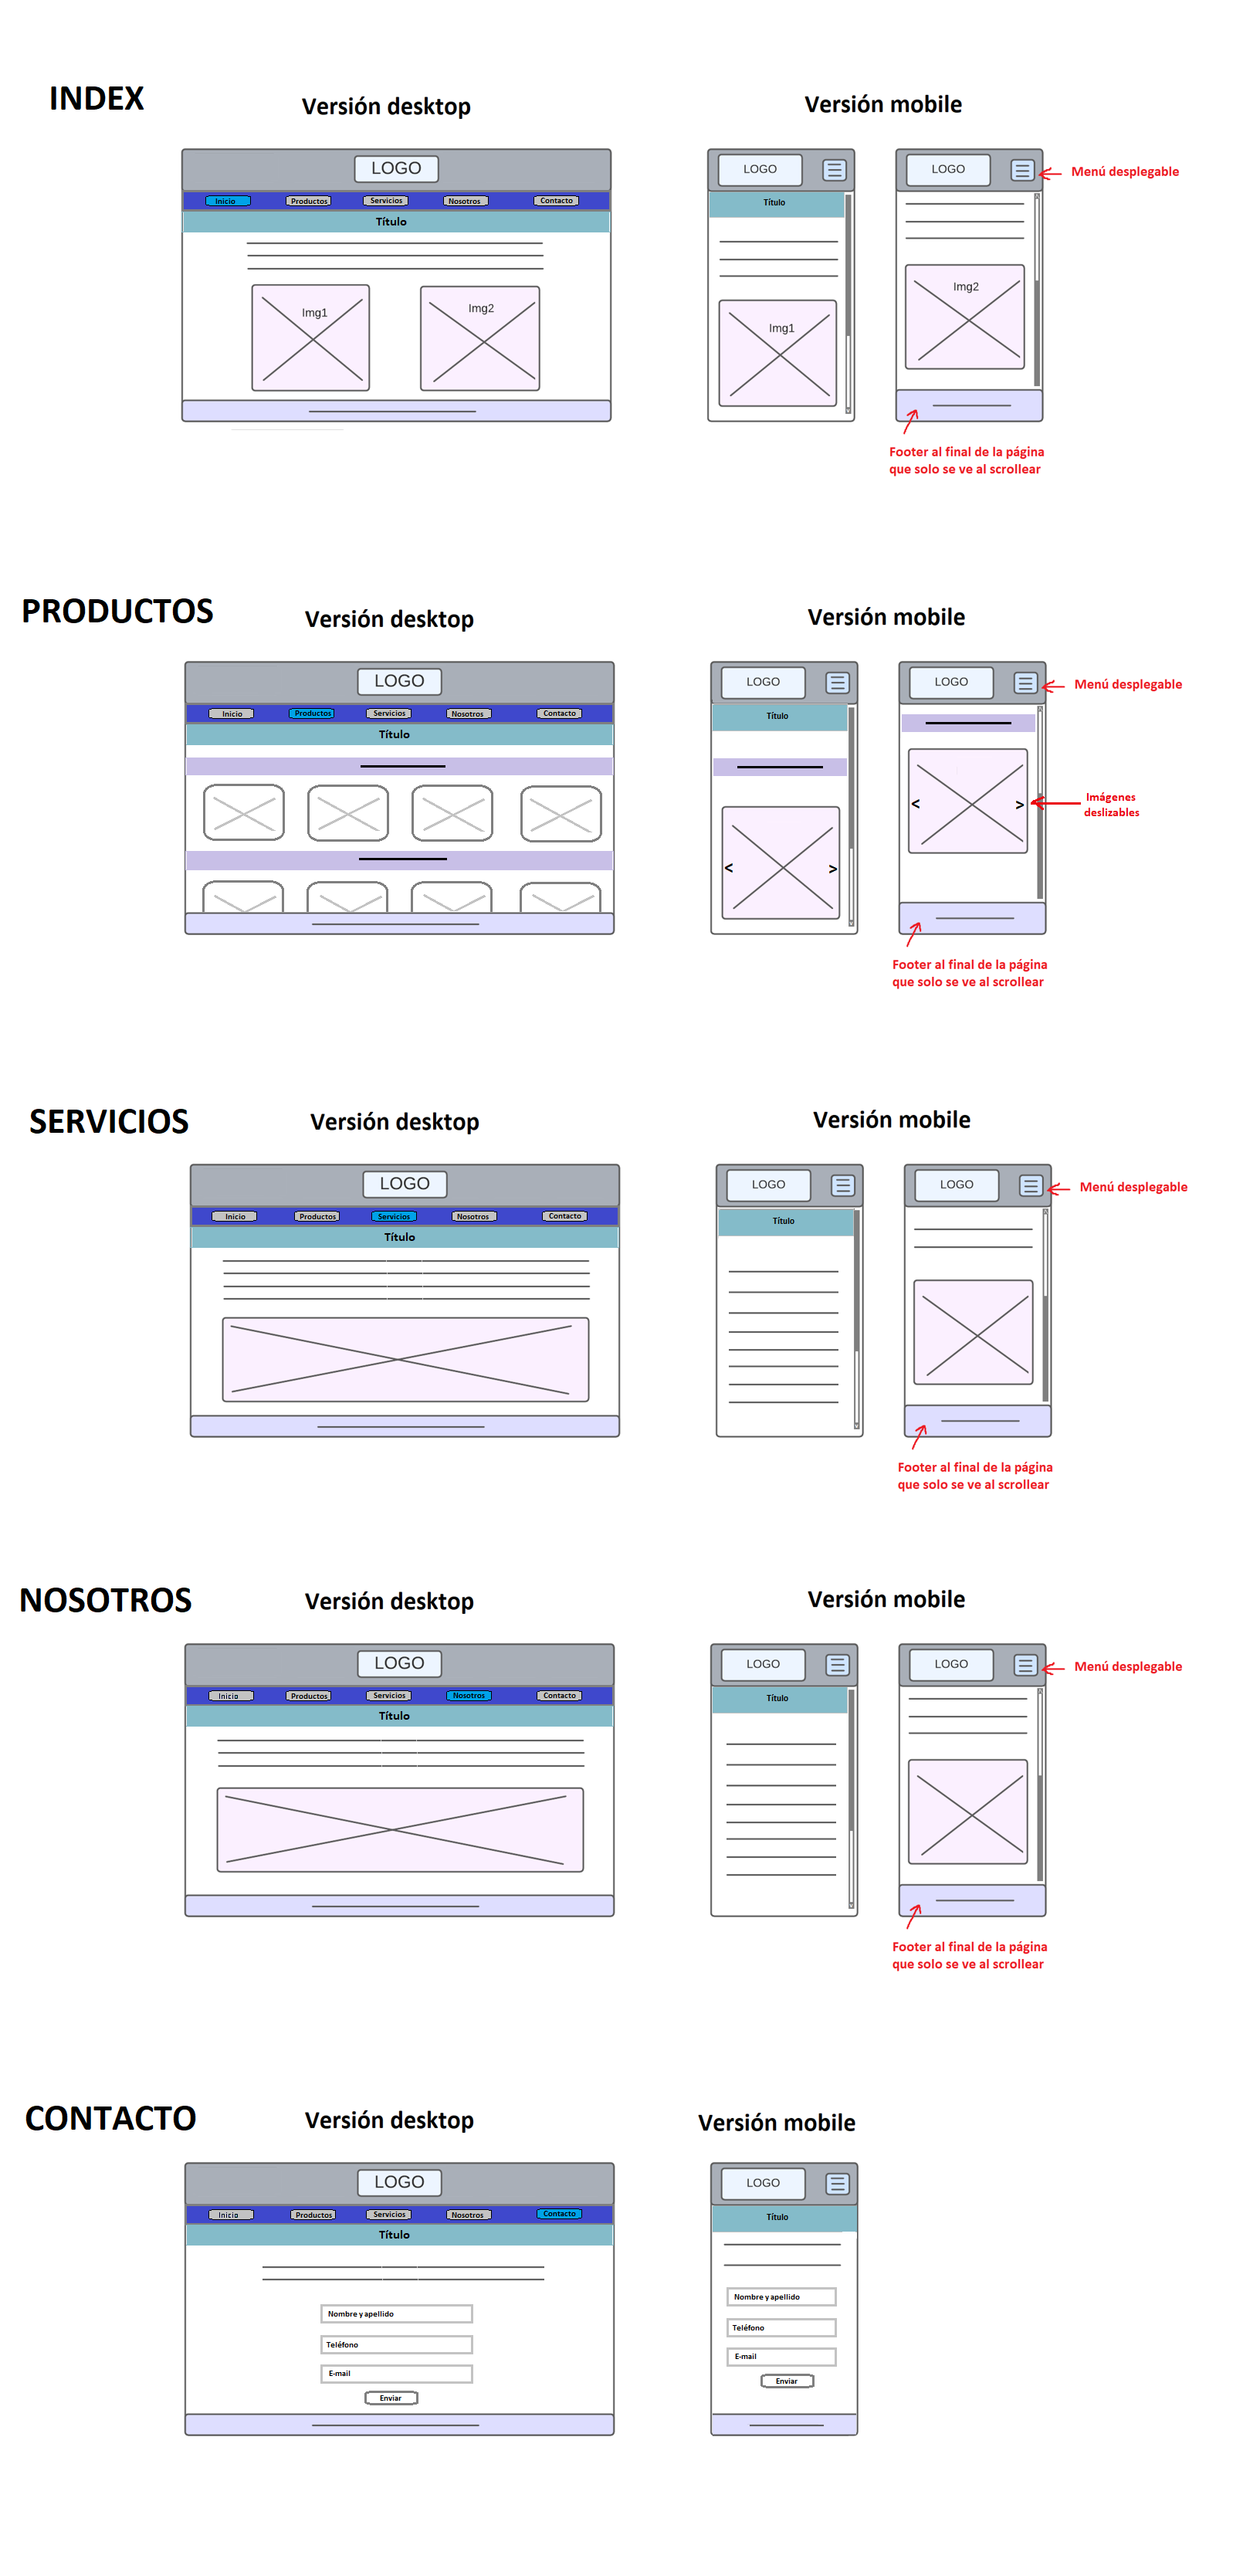 INDEX
Versión desktop
Versión mobile
LOGO
Inicio Productos Servicios Nosotros Contacto
Título
Img1
Img2
LOGO
Título
Img1
LOGO
Menú desplegable
Img2
Footer al final de la página
que solo se ve al scrollear
PRODUCTOS
Versión desktop
Versión mobile
LOGO
Inicio Productos Servicios Nosotros Contacto
Título
LOGO
Título
< >
LOGO
Menú desplegable
< >
Imágenes
deslizables
Footer al final de la página
que solo se ve al scrollear
SERVICIOS
Versión desktop
Versión mobile
LOGO
Inicio Productos Servicios Nosotros Contacto
Título
LOGO
Título
LOGO
Menú desplegable
Footer al final de la página
que solo se ve al scrollear
NOSOTROS
Versión desktop
Versión mobile
LOGO
Inicio Productos Servicios Nosotros Contacto
Título
LOGO
Título
LOGO
Menú desplegable
Footer al final de la página
que solo se ve al scrollear
CONTACTO
Versión desktop
Versión mobile
LOGO
Inicio Productos Servicios Nosotros Contacto
Título
Nombre y apellido
Teléfono
E-mail
Enviar
LOGO
Título
Nombre y apellido
Teléfono
E-mail
Enviar